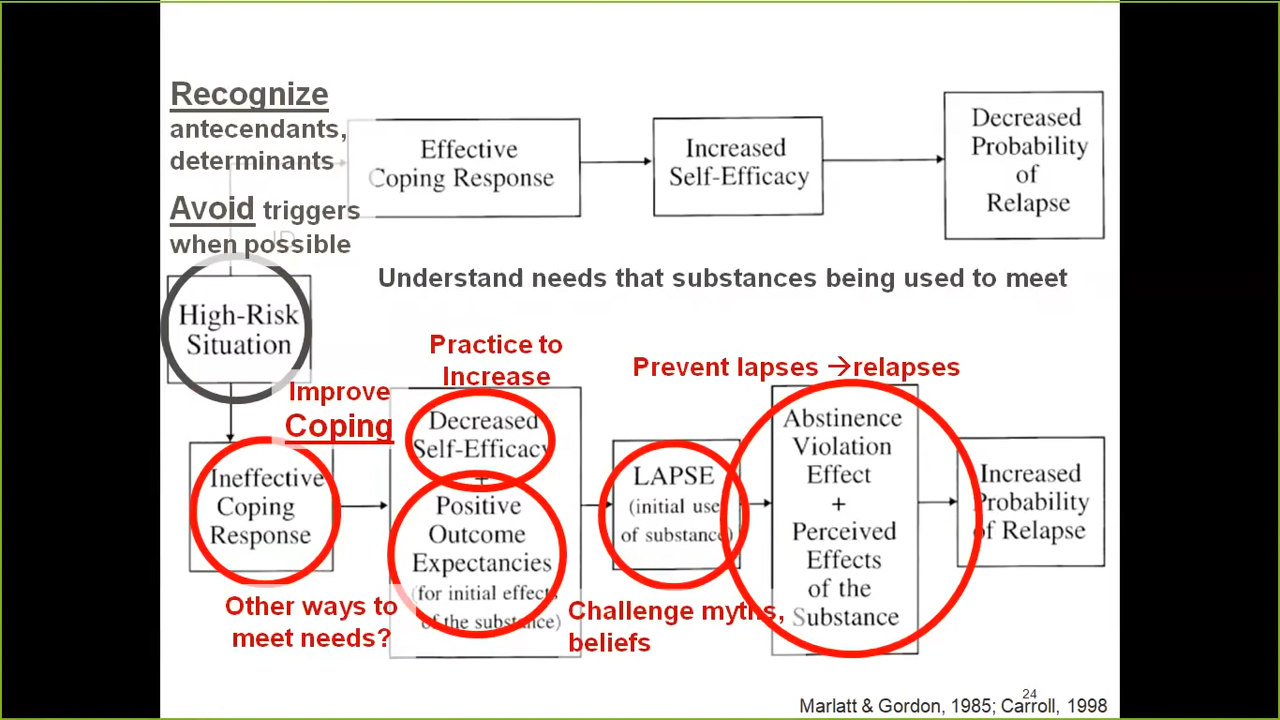 Recognize
antecendants,
determinants
Avoid triggers
when possible
Effective
Coping Response
Increased
Self-Efficacy
Decreased
Probability
of
Relapse
Understand needs that substances being used to meet
High-Risk
Situation
Improve
Coping
Practice to
Increase
Prevent lapses →relapses
Ineffective
Coping
Response
Decreased
Self-Efficacy
+
Positive
Outcome
Expectancies
(for initial effects
of the substance)
LAPSE
(initial use
of substance)
Abstinence
Violation
Effect
+
Perceived
Effects
of the
Substance
Increased
Probability
of Relapse
Other ways to
meet needs?
Challenge myths,
beliefs
24
Marlatt & Gordon, 1985; Carroll, 1998